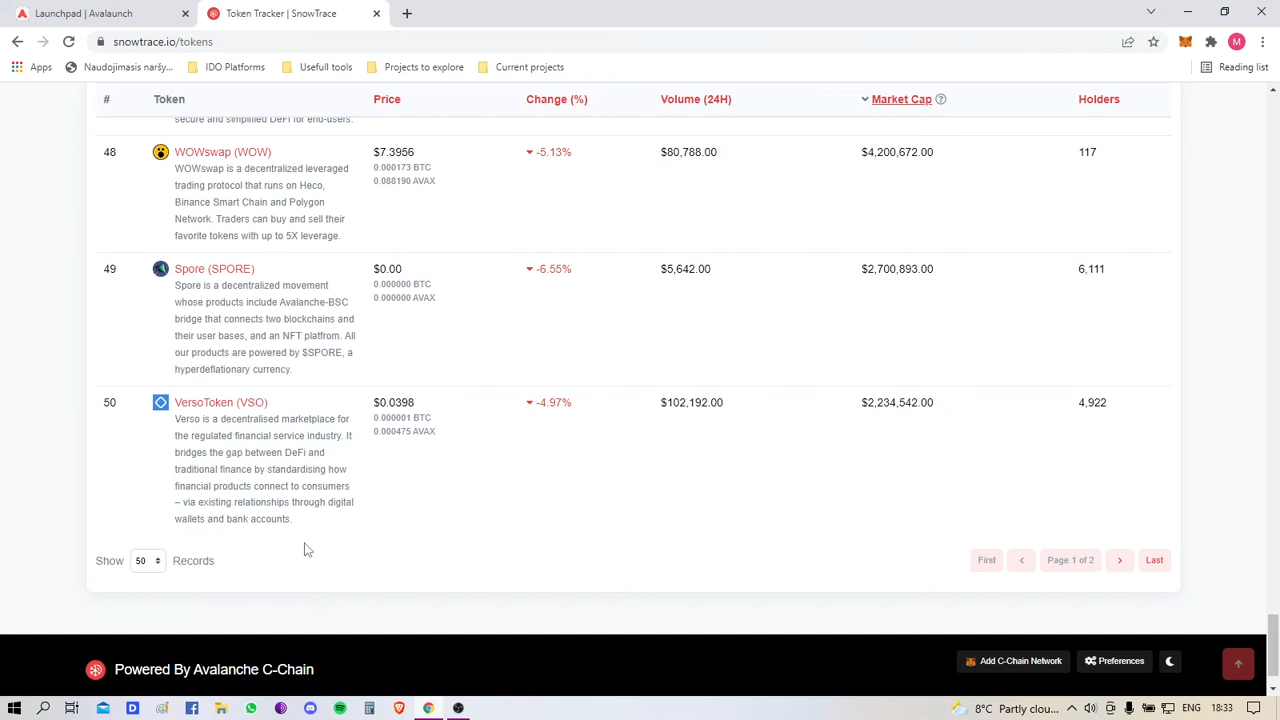 Launchpad | Avalaunch
Token Tracker | SnowTrace
snowtrace.io/tokens
M
Apps
Naudojimasis naršy...
IDO Platforms
Usefull tools
Projects to explore
Current projects
Reading list
# Token Price Change (%) Volume (24H) Market Cap Holders
secure and simplified DeFi for end-users.
48 WOWswap (WOW) $7.3956 -5.13% $80,788.00 $4,200,672.00 117
WOWswap is a decentralized leveraged 0.000173 BTC
trading protocol that runs on Heco, 0.088190 AVAX
Binance Smart Chain and Polygon
Network. Traders can buy and sell their
favorite tokens with up to 5X leverage.
49 Spore (SPORE) $0.00 -6.55% $5,642.00 $2,700,893.00 6,111
Spore is a decentralized movement 0.000000 BTC
whose products include Avalanche-BSC 0.000000 AVAX
bridge that connects two blockchains and
their user bases, and an NFT platfrom. All
our products are powered by $SPORE, a
hyperdeflationary currency.
50 VersoToken (VSO) $0.0398 -4.97% $102,192.00 $2,234,542.00 4,922
Verso is a decentralised marketplace for 0.000001 BTC
the regulated financial service industry. It 0.000475 AVAX
bridges the gap between DeFi and
traditional finance by standardising how
financial products connect to consumers
– via existing relationships through digital
wallets and bank accounts.
Show 50 Records First Page 1 of 2 Last
Powered By Avalanche C-Chain
Add C-Chain Network
Preferences
8°C Partly clou...
ENG
18:33